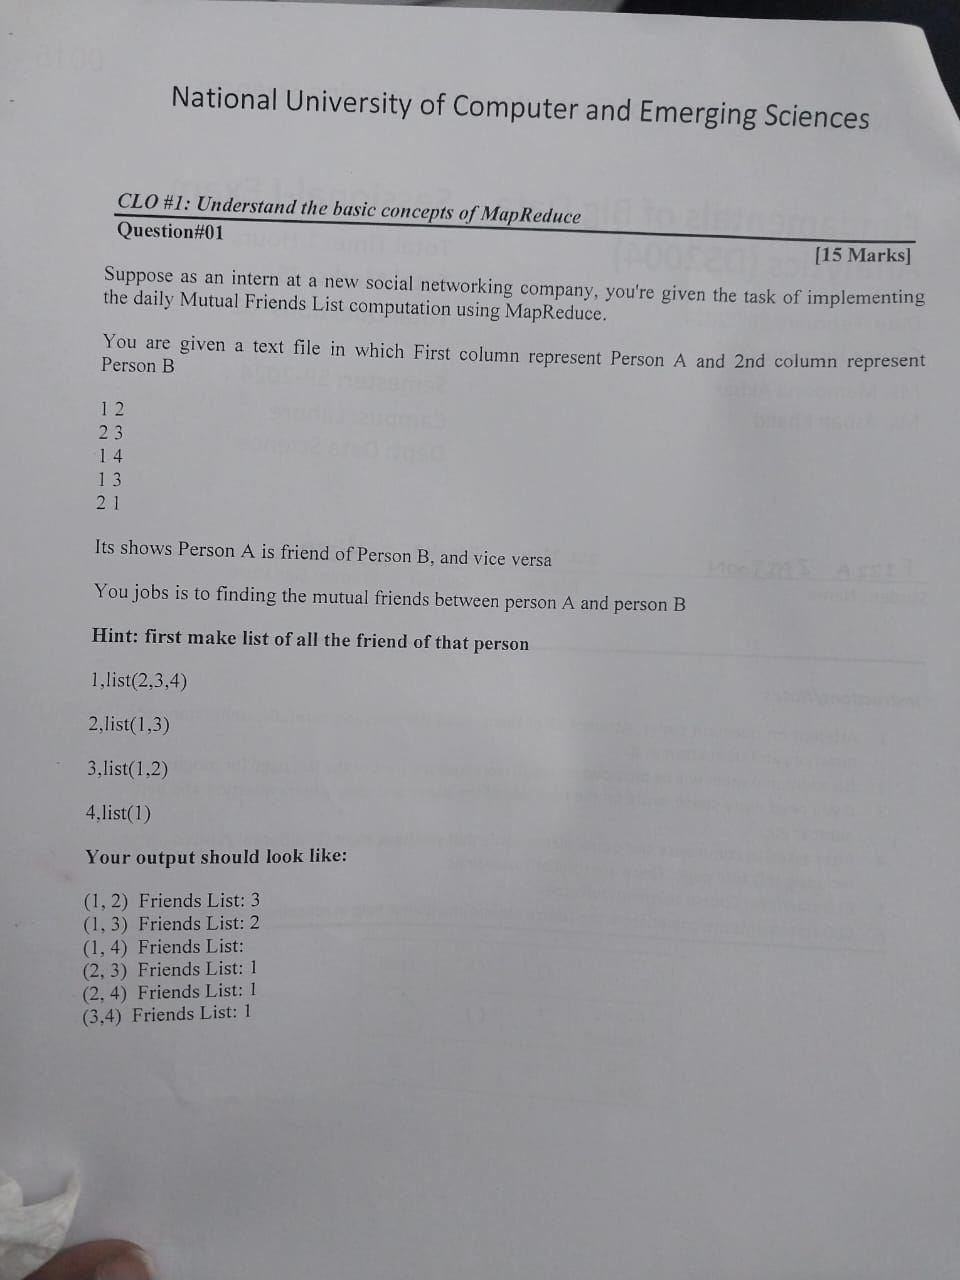 National University of Computer and Emerging Sciences
CLO #1: Understand the basic concepts of MapReduce
Question#01
[15 Marks]
Suppose as an intern at a new social networking company, you're given the task of implementing
the daily Mutual Friends List computation using MapReduce.
You are given a text file in which First column represent Person A and 2nd column represent
Person B
1 2
2 3
1 4
1 3
2 1
Its shows Person A is friend of Person B, and vice versa
You jobs is to finding the mutual friends between person A and person B
Hint: first make list of all the friend of that person
1,list(2,3,4)
2,list(1,3)
3,list(1,2)
4,list(1)
Your output should look like:
(1, 2) Friends List: 3
(1, 3) Friends List: 2
(1, 4) Friends List:
(2, 3) Friends List: 1
(2, 4) Friends List: 1
(3,4) Friends List: 1